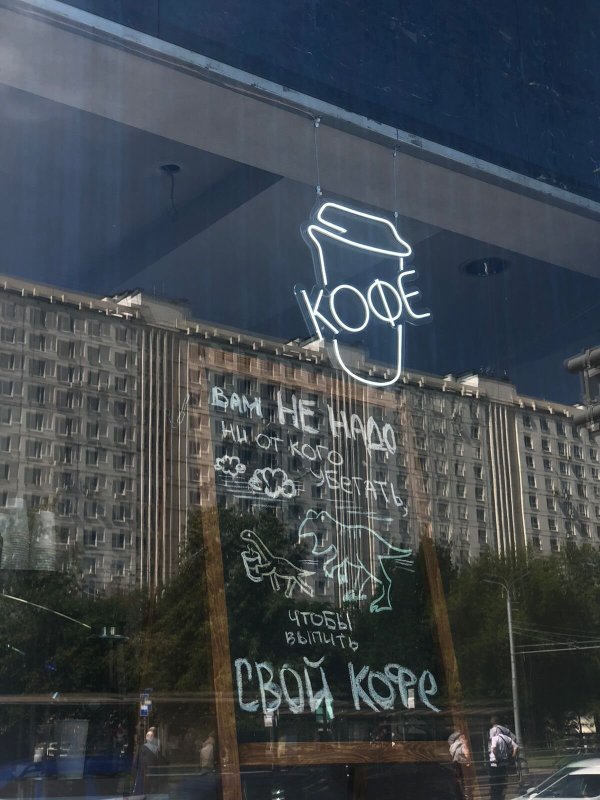 КОФЕ
ВАМ НЕ НАДО
НИ ОТ КОГО
УБЕГАТЬ,
ЧТОБЫ
ВЫПИТЬ
СВОЙ КОФЕ